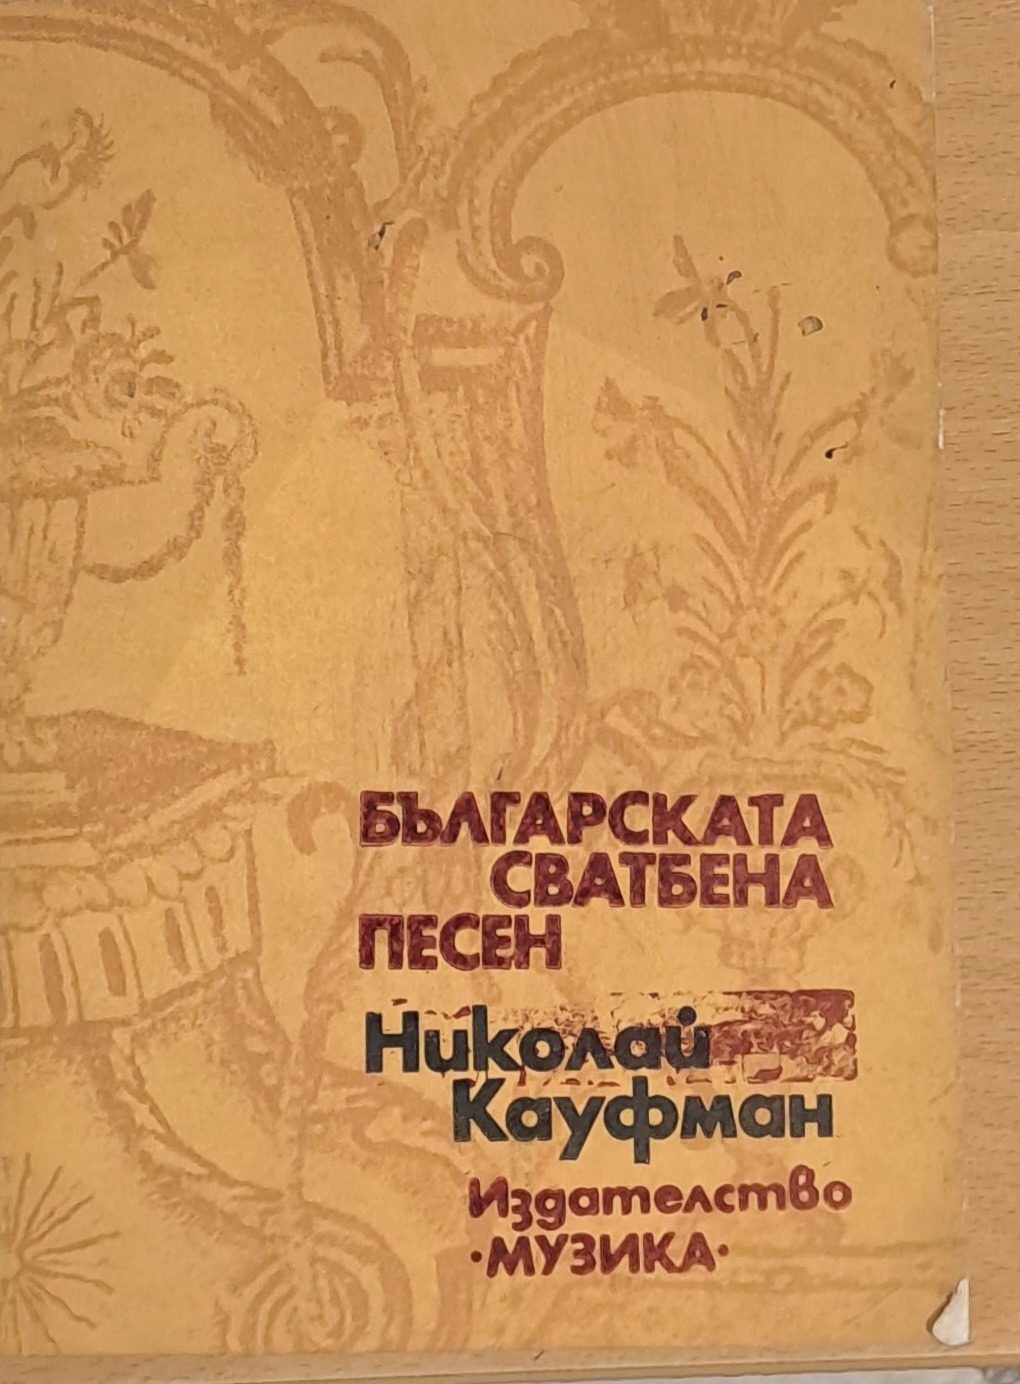 БЪЛГАРСКАТА
СВАТБЕНА
ПЕСЕН
Николай
Кауфман
Издателство
·МУЗИКА·